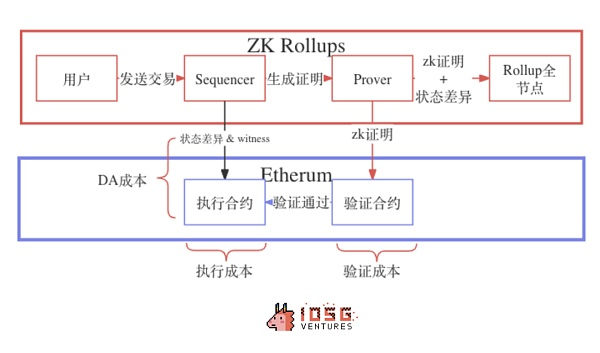 ZK Rollups
用户
发送交易
Sequencer
生成证明
Prover
zk证明
+
状态差异
Rollup全
节点
状态差异 & witness
zk证明
DA成本
Etherum
执行合约
验证通过
验证合约
执行成本
验证成本
IOSG
VENTURES